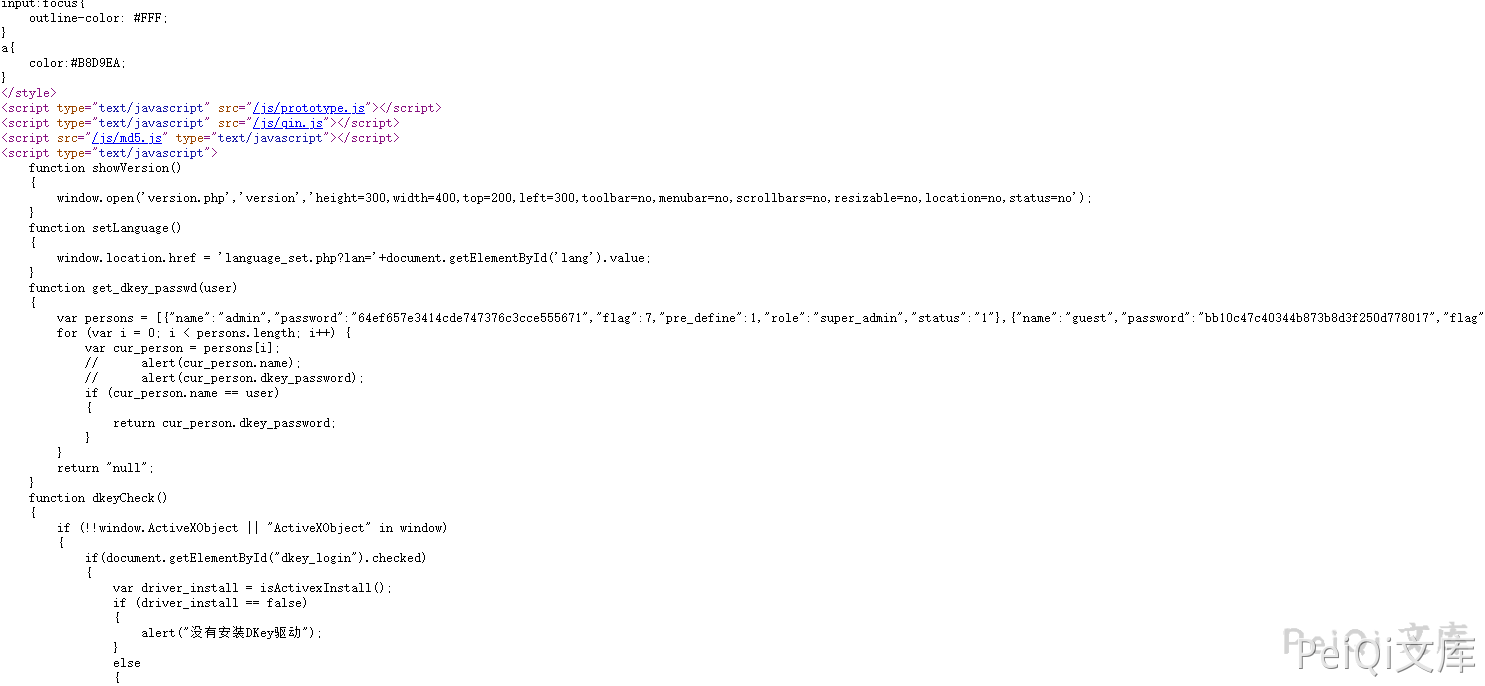 input:focus{
outline-color: #FFF;
}
a{
color:#B8D9EA;
}
</style>
<script type="text/javascript" src="/js/prototype.js"></script>
<script type="text/javascript" src="/js/qin.js"></script>
<script src="/js/md5.js" type="text/javascript"></script>
<script type="text/javascript">
function showVersion()
{
window.open('version.php','version','height=300,width=400,top=200,left=300,toolbar=no,menubar=no,scrollbars=no,resizable=no,location=no,status=no');
}
function setLanguage()
{
window.location.href = 'language_set.php?lan='+document.getElementById('lang').value;
}
function get_dkey_passwd(user)
{
var persons = [{"name":"admin","password":"64ef657e3414cde747376c3cce555671","flag":7,"pre_define":1,"role":"super_admin","status":"1"},{"name":"guest","password":"bb10c47c40344b873b8d3f250d778017","flag"
for (var i = 0; i < persons.length; i++) {
var cur_person = persons[i];
// alert(cur_person.name);
// alert(cur_person.dkey_password);
if (cur_person.name == user)
{
return cur_person.dkey_password;
}
}
return "null";
}
function dkeyCheck()
{
if (!!window.ActiveXObject || "ActiveXObject" in window)
{
if(document.getElementById("dkey_login").checked)
{
var driver_install = isActivexInstall();
if (driver_install == false)
{
alert("没有安装DKey驱动");
}
else
{
PeiQi文库
PeiQi文库